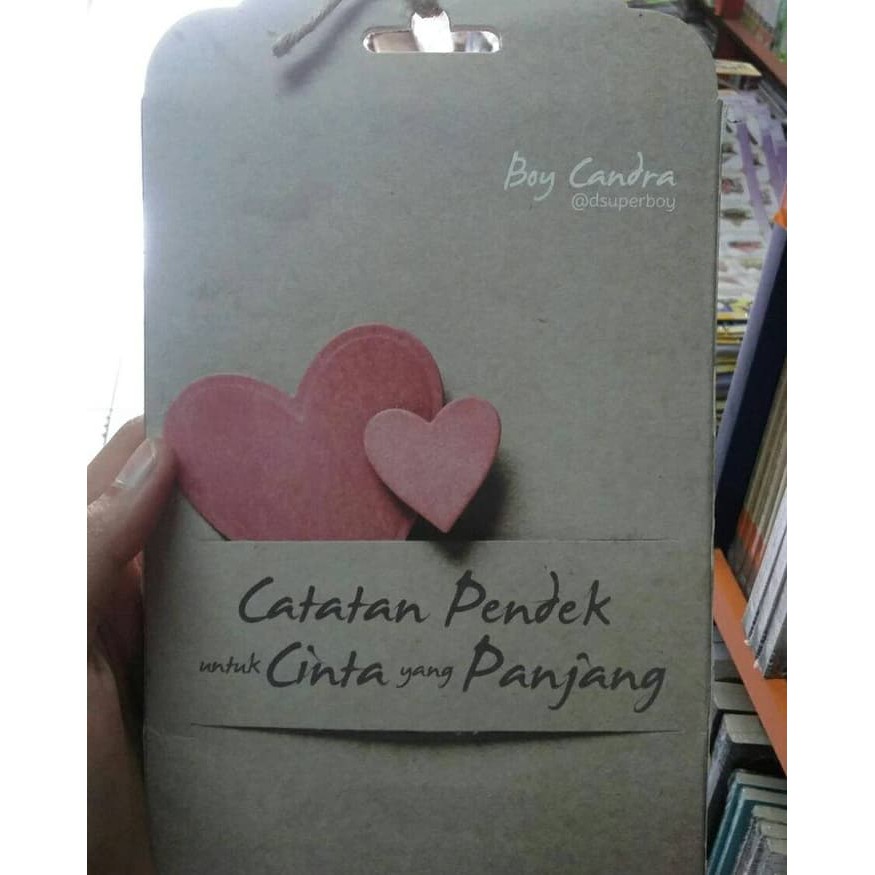 Boy Candra
@dsuperboy
Catatan Pendek
untuk Cinta yang Panjang